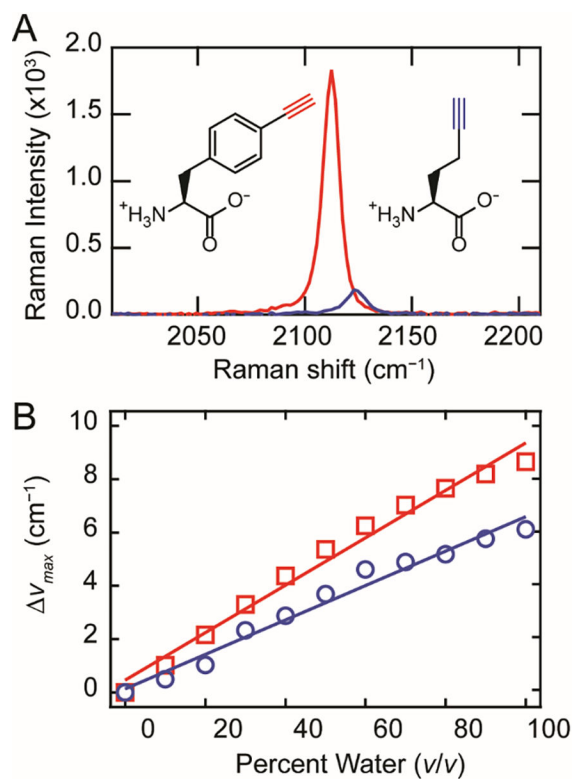 A
Raman Intensity (x10³)
2.0
1.5
1.0
0.5
0.0
⁺H₃N
O⁻
O
⁺H₃N
O⁻
O
2050
2100
2150
2200
Raman shift (cm⁻¹)
B
Δν_max (cm⁻¹)
10
8
6
4
2
0
0
20
40
60
80
100
Percent Water (v/v)